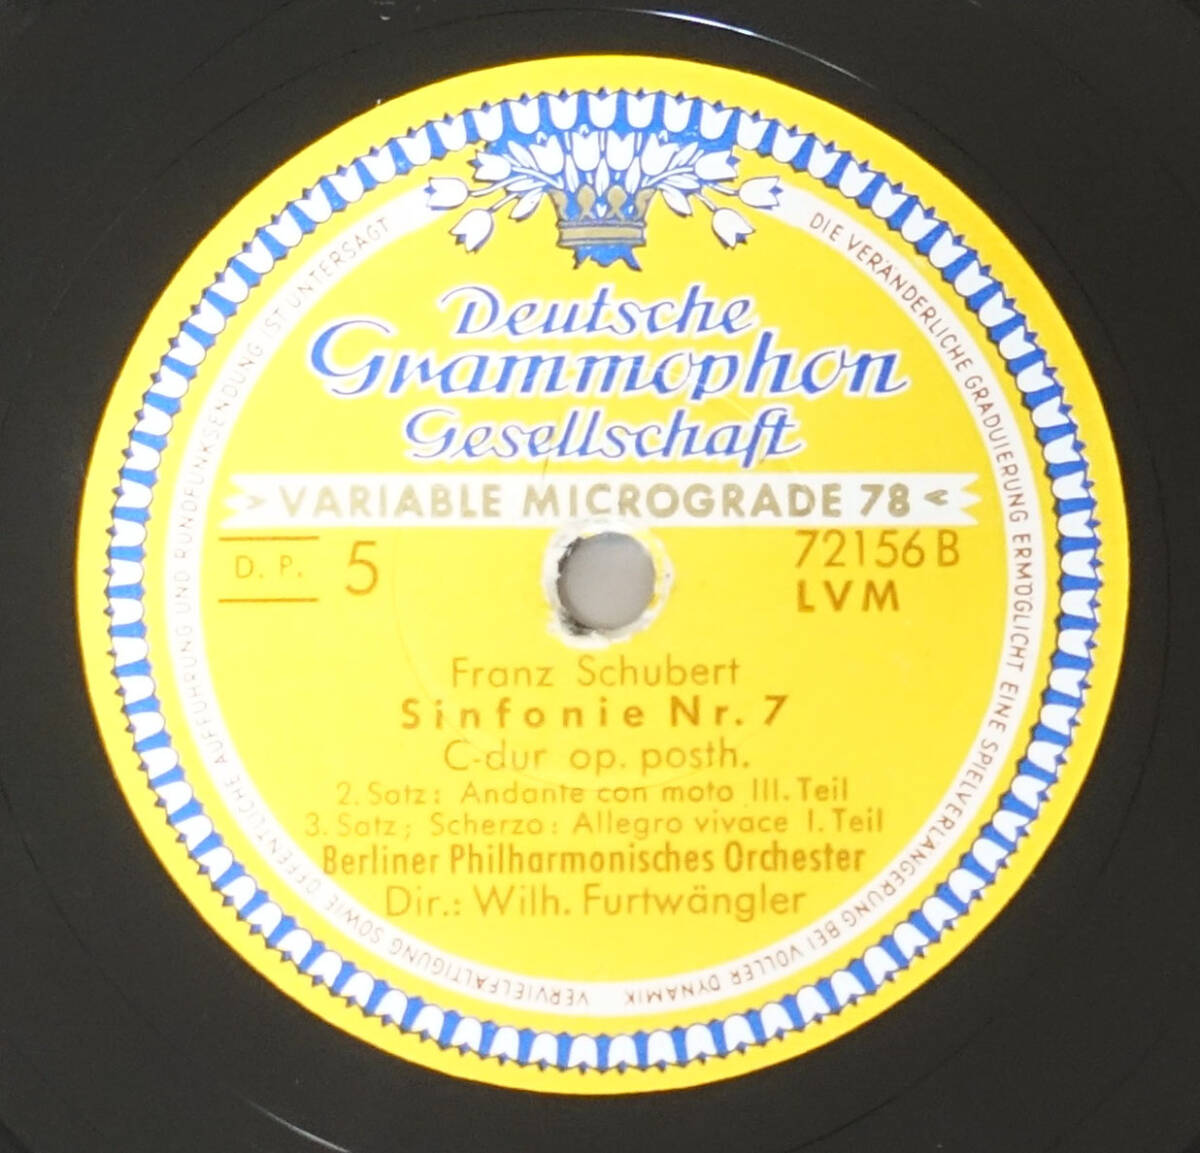 Deutsche
Grammophon
Gesellschaft
VARIABLE MICROGRADE 78
D. P. 5
72156 B
LVM
Franz Schubert
Sinfonie Nr. 7
C-dur op. posth.
2. Satz: Andante con moto III. Teil
3. Satz; Scherzo: Allegro vivace I. Teil
Berliner Philharmonisches Orchester
Dir.: Wilh. Furtwängler
DIE VERÄNDERLICHE GRADUIERUNG ERMÖGLICHT EINE SPIELVERLÄNGERUNG BEI VOLLER DYNAMIK
VERVIELFÄLTIGUNG SOWIE ÖFFENTLICHE AUFFÜHRUNG UND RUNDFUNKSENDUNG IST UNTERSAGT